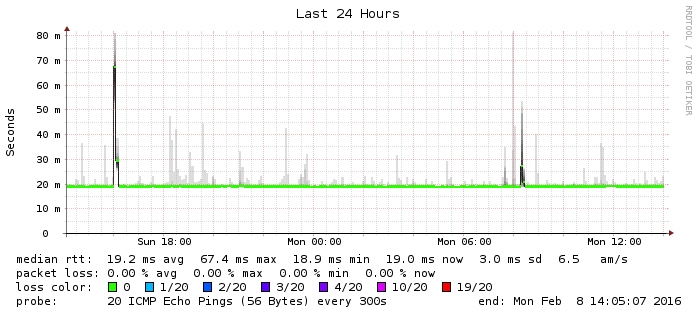 Last 24 Hours
RRDTOOL / TOBI OETIKER
Seconds
80 m
70 m
60 m
50 m
40 m
30 m
20 m
10 m
0
Sun 18:00 Mon 00:00 Mon 06:00 Mon 12:00
median rtt: 19.2 ms avg 67.4 ms max 18.9 ms min 19.0 ms now 3.0 ms sd 6.5 am/s
packet loss: 0.00 % avg 0.00 % max 0.00 % min 0.00 % now
loss color: 0 1/20 2/20 3/20 4/20 10/20 19/20
probe: 20 ICMP Echo Pings (56 Bytes) every 300s end: Mon Feb 8 14:05:07 2016